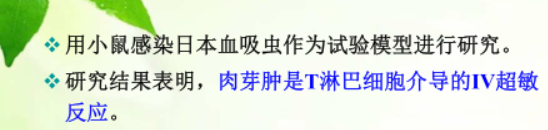 用小鼠感染日本血吸虫作为试验模型进行研究。
研究结果表明，肉芽肿是T淋巴细胞介导的IV超敏
反应。